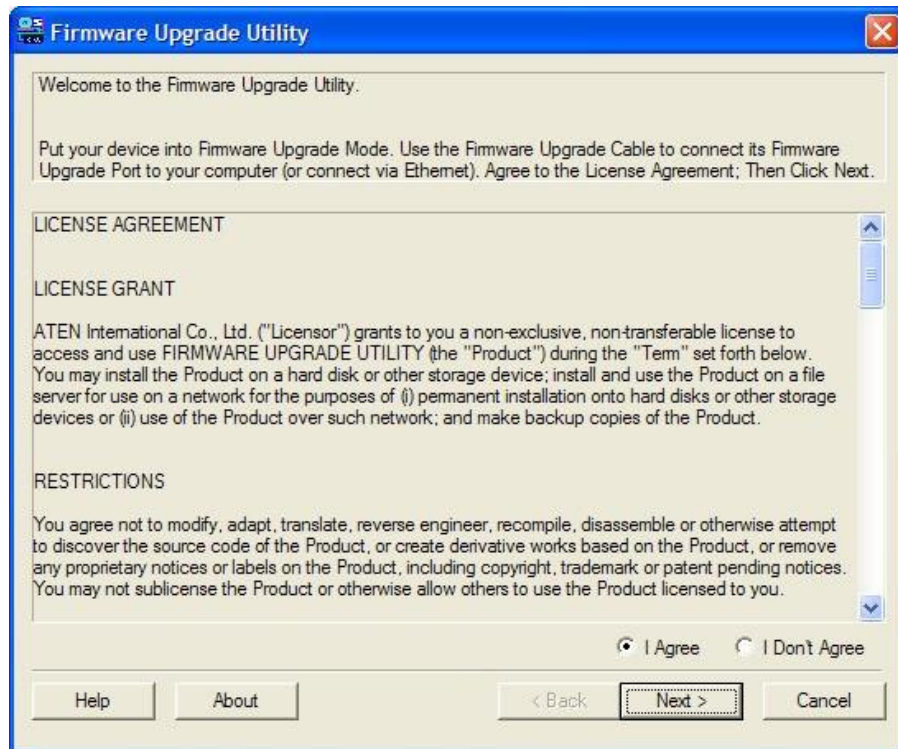 Firmware Upgrade Utility
Welcome to the Firmware Upgrade Utility.
Put your device into Firmware Upgrade Mode. Use the Firmware Upgrade Cable to connect its Firmware
Upgrade Port to your computer (or connect via Ethernet). Agree to the License Agreement; Then Click Next.
LICENSE AGREEMENT
LICENSE GRANT
ATEN International Co., Ltd. ("Licensor") grants to you a non-exclusive, non-transferable license to
access and use FIRMWARE UPGRADE UTILITY (the "Product") during the "Term" set forth below.
You may install the Product on a hard disk or other storage device; install and use the Product on a file
server for use on a network for the purposes of (i) permanent installation onto hard disks or other storage
devices or (ii) use of the Product over such network; and make backup copies of the Product.
RESTRICTIONS
You agree not to modify, adapt, translate, reverse engineer, recompile, disassemble or otherwise attempt
to discover the source code of the Product, or create derivative works based on the Product, or remove
any proprietary notices or labels on the Product, including copyright, trademark or patent pending notices.
You may not sublicense the Product or otherwise allow others to use the Product licensed to you.
I Agree I Don't Agree
Help About < Back Next > Cancel